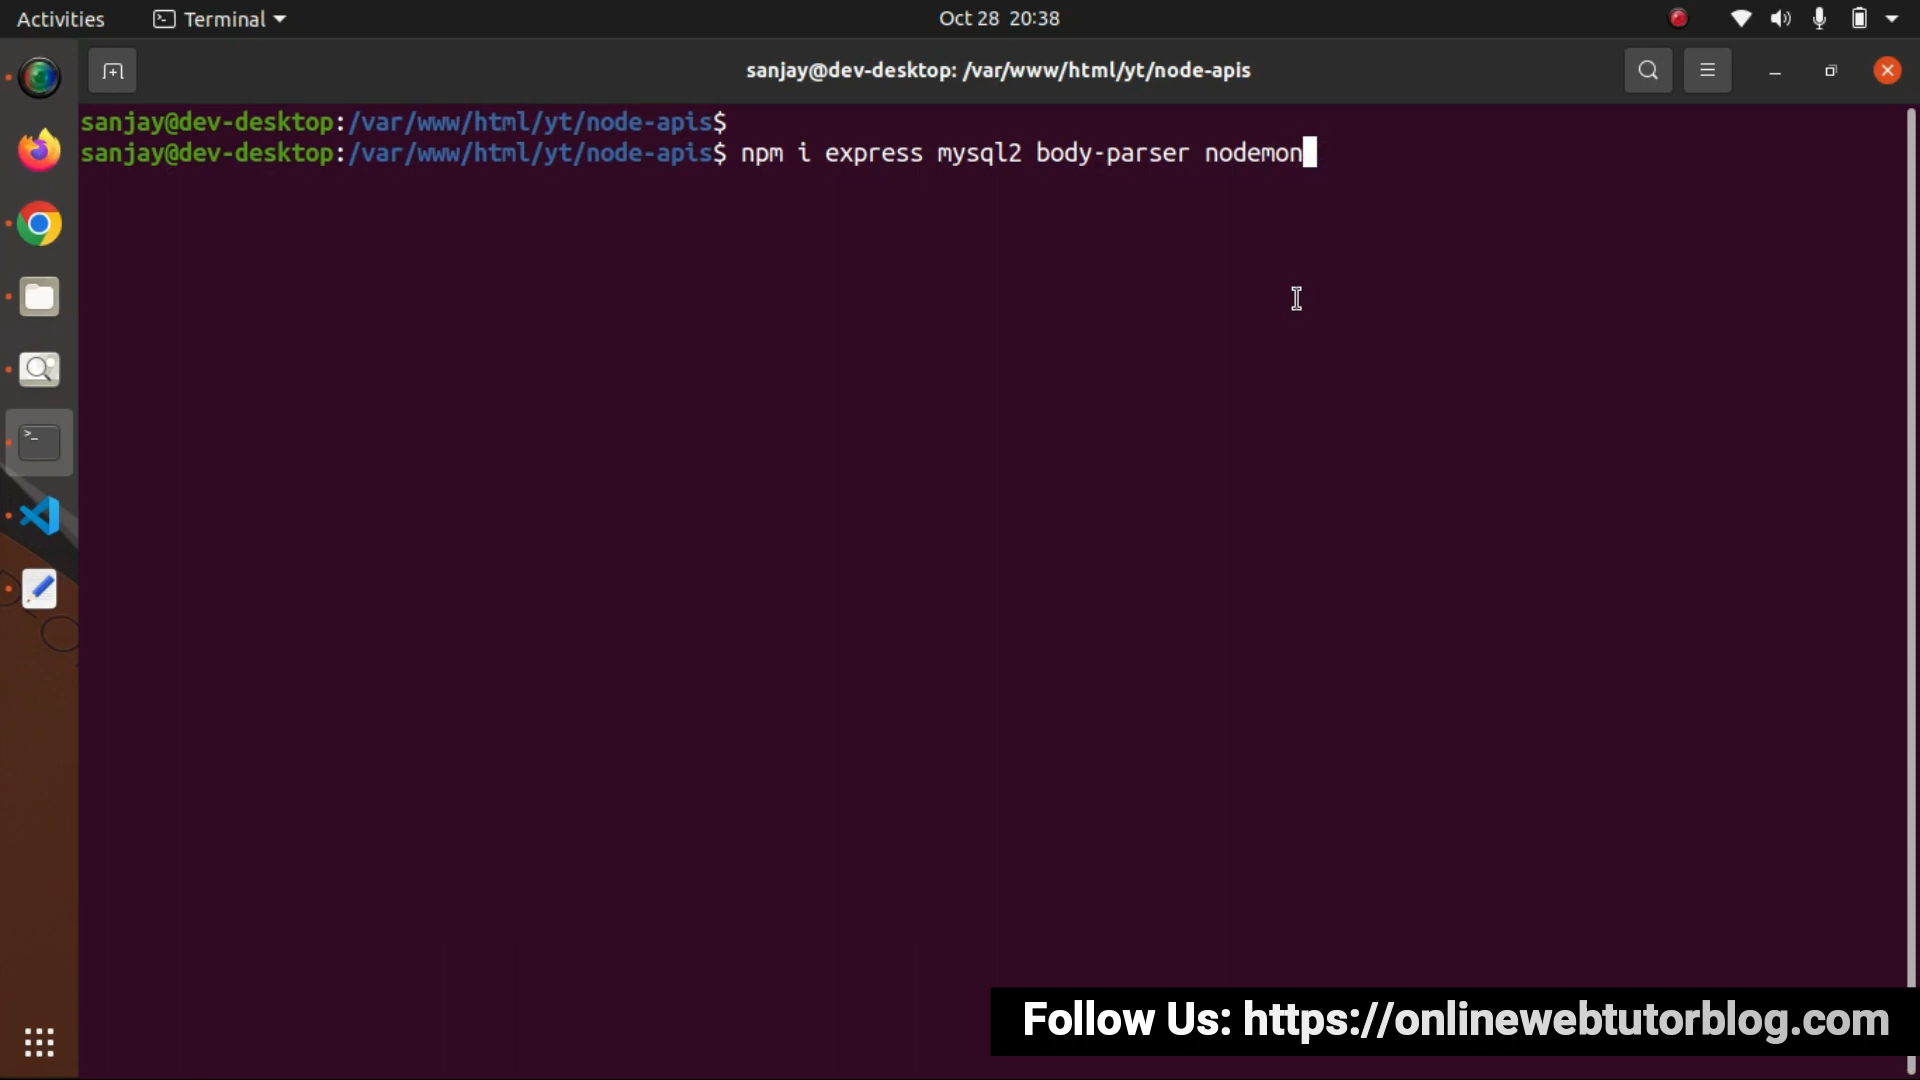 Activities
Terminal
Oct 28 20:38
sanjay@dev-desktop: /var/www/html/yt/node-apis
sanjay@dev-desktop:/var/www/html/yt/node-apis$
sanjay@dev-desktop:/var/www/html/yt/node-apis$ npm i express mysql2 body-parser nodemon
Follow Us: https://onlinewebtutorblog.com